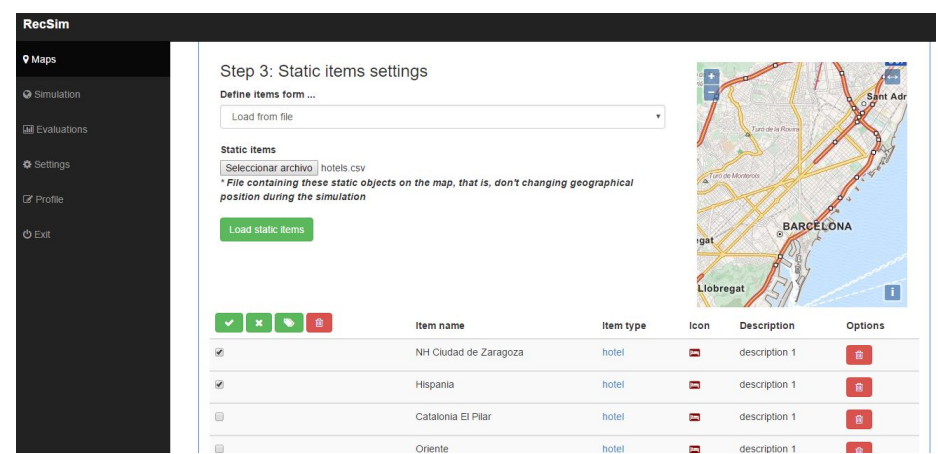 RecSim
Maps
Simulation
Evaluations
Settings
Profile
Exit
Step 3: Static items settings
Define items form ...
Load from file
Static items
Seleccionar archivo hotels.csv
* File containing these static objects on the map, that is, don't changing geographical
position during the simulation
Load static items
Sant Adr
Turó de la Rovira
BARCELONA
Llobregat
i
Item name Item type Icon Description Options
NH Ciudad de Zaragoza hotel description 1
Hispania hotel description 1
Catalonia El Pilar hotel description 1
Oriente hotel description 1